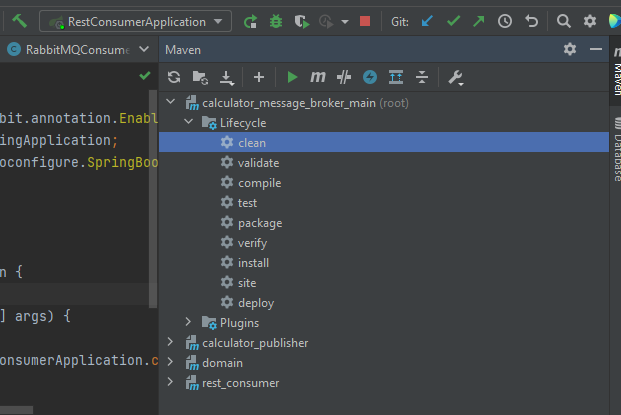 RestConsumerApplication
Git:
RabbitMQConsume
Maven
bit.annotation.Enabl
ingApplication;
oconfigure.SpringBoo
n {
] args) {
onsumerApplication.c
m
calculator_message_broker_main (root)
Lifecycle
clean
validate
compile
test
package
verify
install
site
deploy
Plugins
calculator_publisher
domain
rest_consumer
Maven
Database